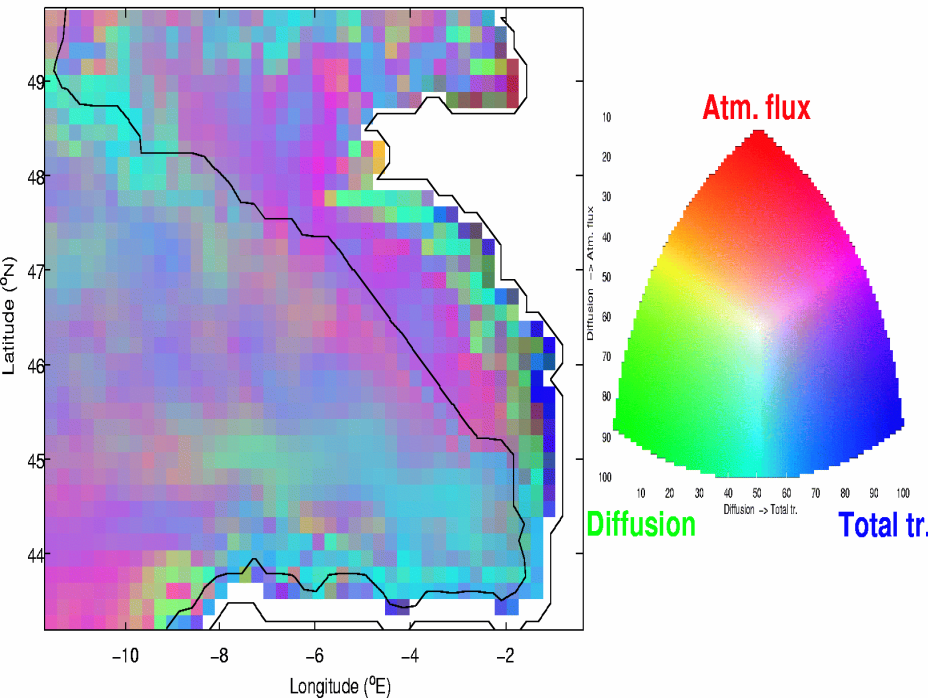 49
48
47
46
45
44
Latitude (ºN)
−10
−8
−6
−4
−2
Longitude (ºE)
Atm. flux
10
20
30
40
50
60
70
80
90
100
Diffusion −> Atm. flux
10 20 30 40 50 60 70 80 90 100
Diffusion −> Total tr.
Diffusion
Total tr.